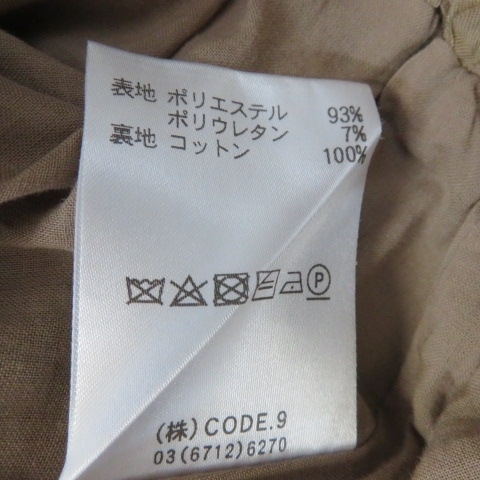 表地 ポリエステル 93%
ポリウレタン 7%
裏地 コットン 100%
P
(株) CODE.9
03(6712)6270